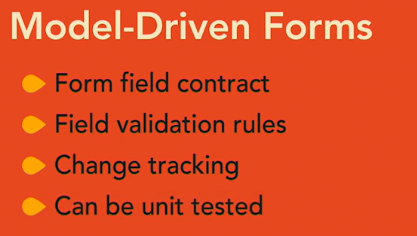 Model-Driven Forms
Form field contract
Field validation rules
Change tracking
Can be unit tested